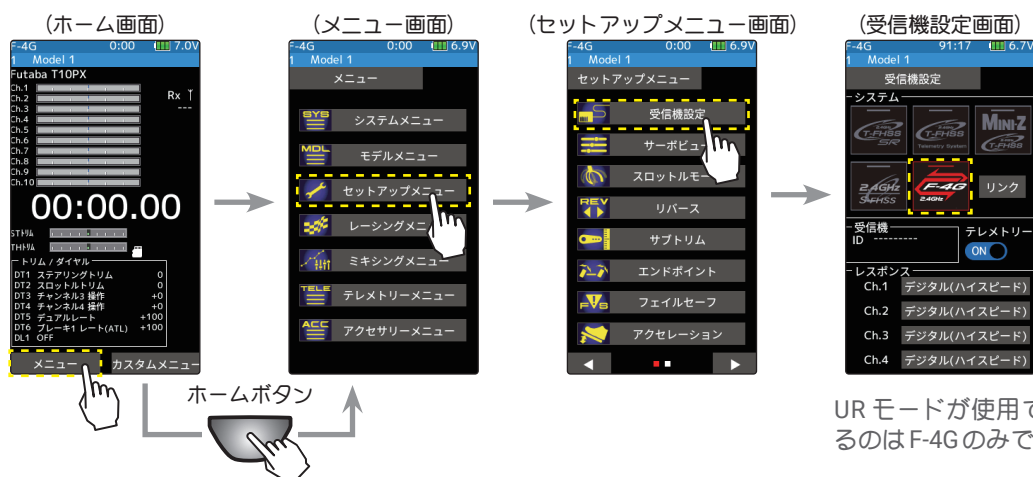 (ホーム画面)
F-4G 0:00 7.0V
1 Model 1
Futaba T10PX
Ch.1
Ch.2
Ch.3
Ch.4
Ch.5
Ch.6
Ch.7
Ch.8
Ch.9
Ch.10
Rx
---
00:00.00
STトリム 5
THトリム 5
トリム / ダイヤル
DT1 ステアリングトリム 0
DT2 スロットルトリム 0
DT3 チャンネル3 操作 +0
DT4 チャンネル4 操作 +0
DT5 デュアルレート +100
DT6 ブレーキ1 レート(ATL) +100
DL1 OFF
メニュー カスタムメニュー
ホームボタン
(メニュー画面)
F-4G 0:00 6.9V
1 Model 1
メニュー
SYS システムメニュー
MDL モデルメニュー
セットアップメニュー
レーシングメニ
ミキシングメニュー
TELE テレメトリーメニュー
ACC アクセサリーメニュー
(セットアップメニュー画面)
F-4G 0:00 6.9V
1 Model 1
セットアップメニュー
受信機設定
サーボビュー
スロットルモー
REV リバース
サブトリム
エンドポイント
F/S フェイルセーフ
アクセレーション
(受信機設定画面)
F-4G 91:17 6.7V
1 Model 1
受信機設定
システム
T-FHSS SR
T-FHSS Telemetry System
MINI-Z T-FHSS
2.4GHz S-FHSS
F-4G 2.4GHz
リンク
受信機
ID ---------
テレメトリー
ON
レスポンス
Ch.1 デジタル(ハイスピード)
Ch.2 デジタル(ハイスピード)
Ch.3 デジタル(ハイスピード)
Ch.4 デジタル(ハイスピード)
UR モードが使用で
るのは F-4G のみで